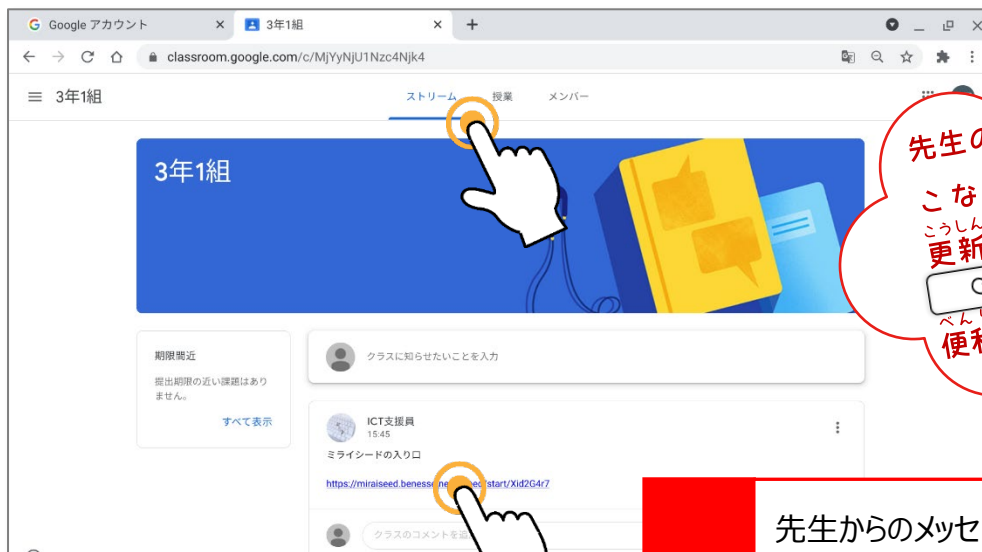 Google アカウント
3年1組
classroom.google.com/c/MjYyNjU1Nzc4Njk4
3年1組
ストリーム 授業 メンバー
3年1組
先生の
こな
こうしん
更新
べん
便利
期限間近
提出期限の近い課題はあり
ません。
すべて表示
クラスに知らせたいことを入力
ICT支援員
15:45
ミライシードの入り口
https://miraiseed.benesse.ne /start/Xid2G4r7
クラスのコメントを追
先生からのメッセ